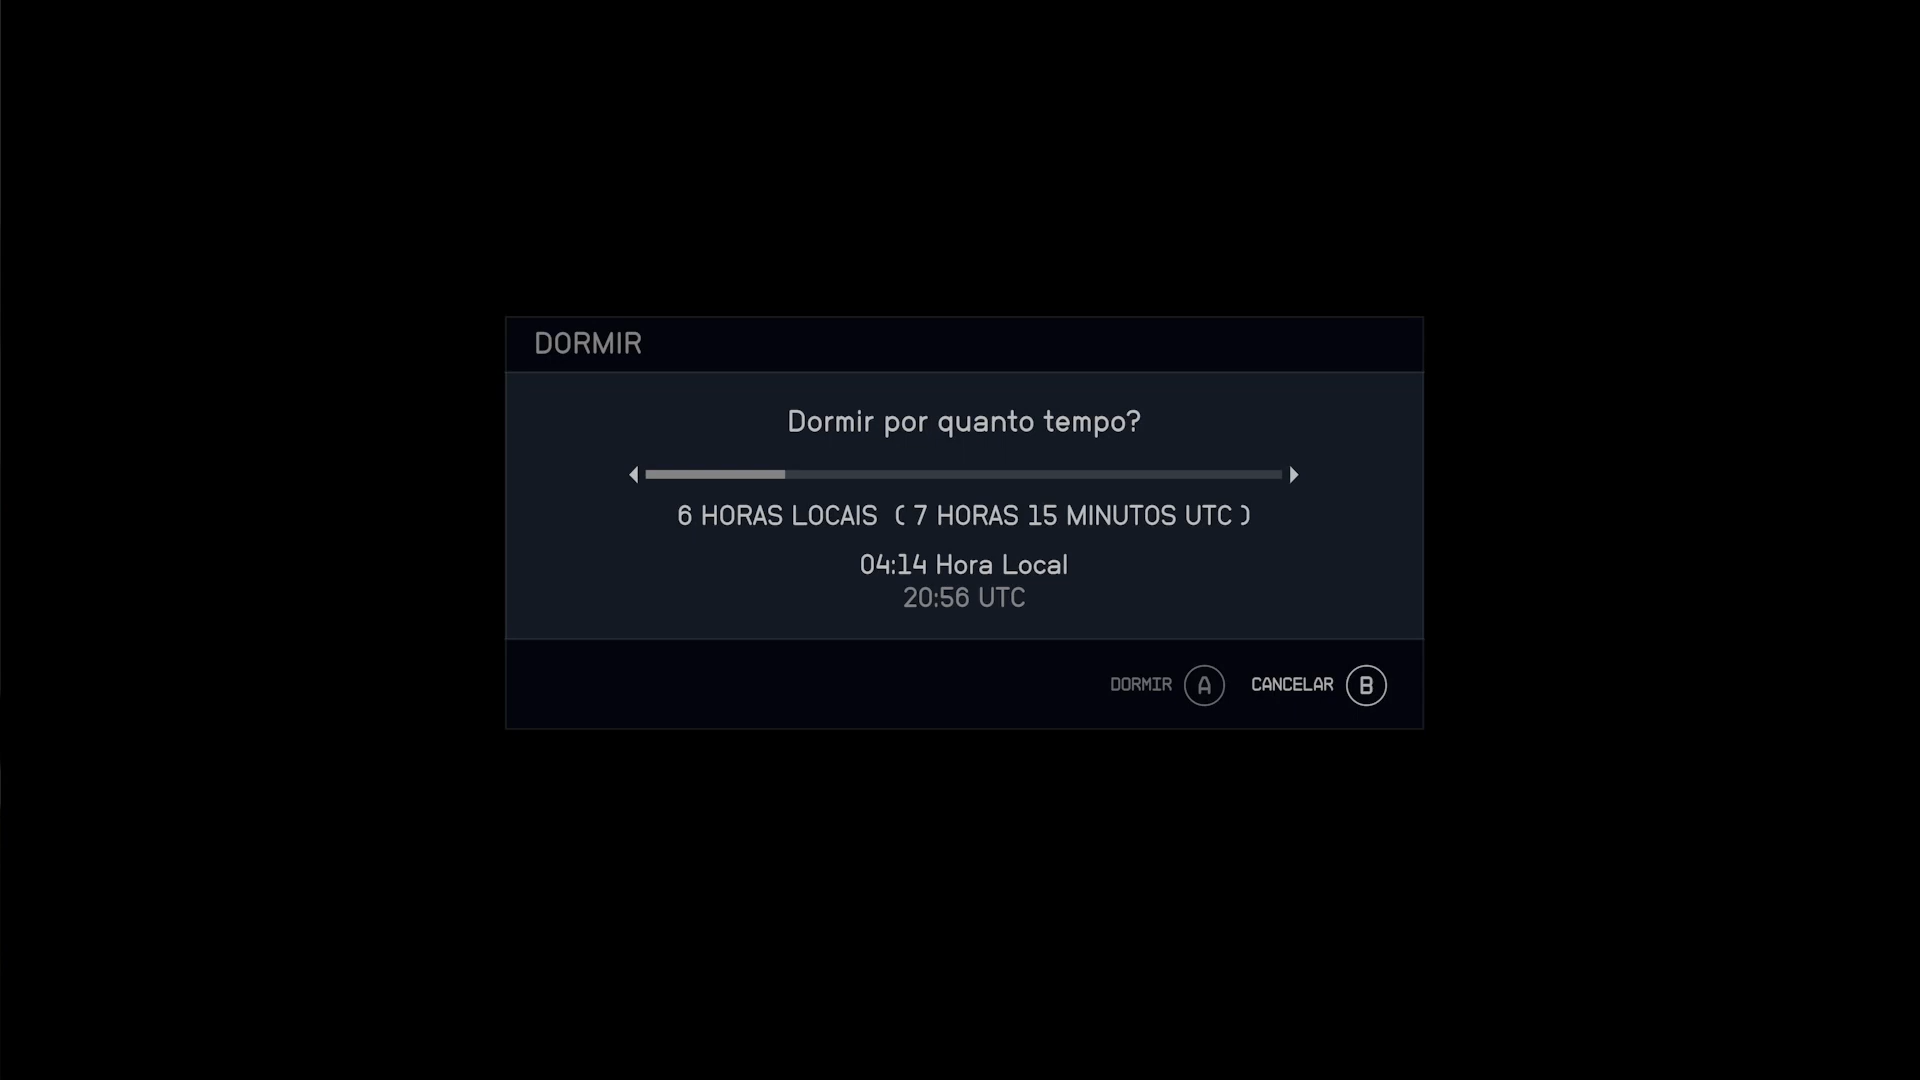 DORMIR
Dormir por quanto tempo?
6 HORAS LOCAIS ( 7 HORAS 15 MINUTOS UTC )
04:14 Hora Local
20:56 UTC
DORMIR A CANCELAR B